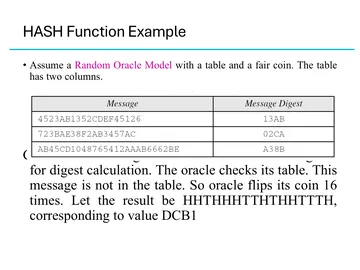 HASH Function Example
• Assume a Random Oracle Model with a table and a fair coin. The table
has two columns.
Message Message Digest
4523AB1352CDEF45126 13AB
723BAE38F2AB3457AC 02CA
AB45CD1048765412AAAB6662BE A38B
for digest calculation. The oracle checks its table. This
message is not in the table. So oracle flips its coin 16
times. Let the result be HHTHHHTTHTHHTTTH,
corresponding to value DCB1